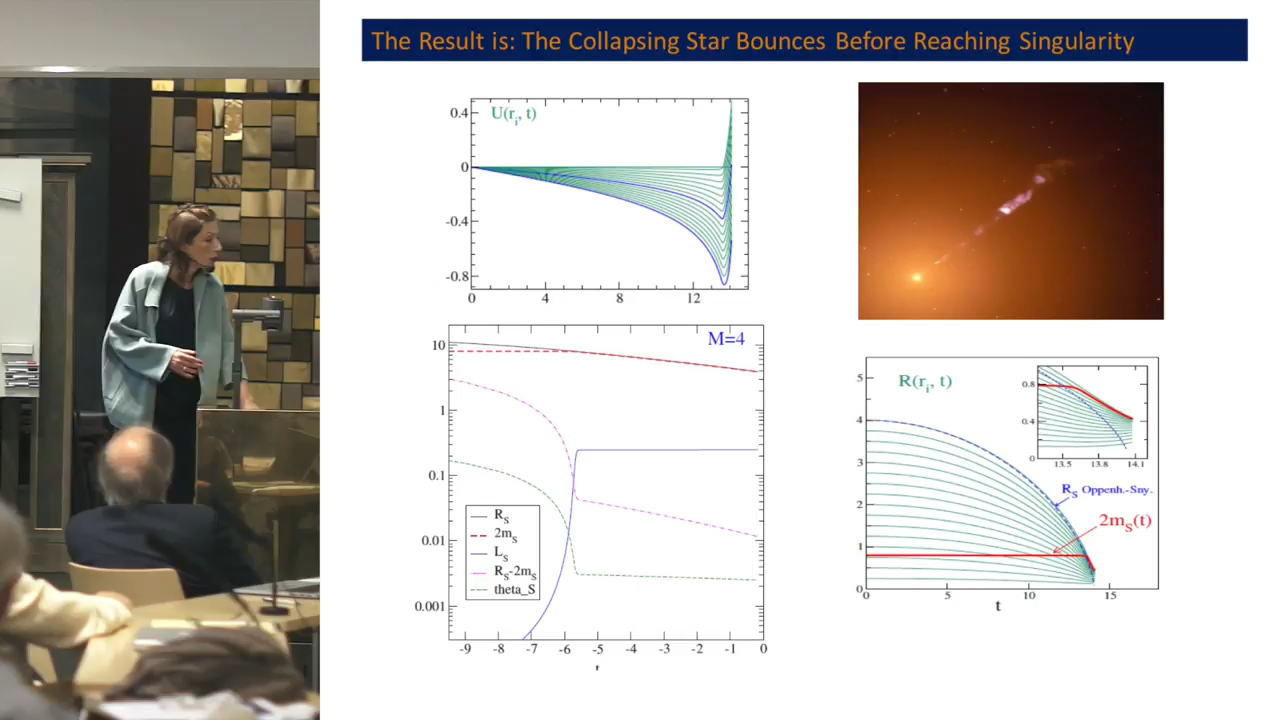 The Result is: The Collapsing Star Bounces Before Reaching Singularity
U(r_i, t)
0.4
0
-0.4
-0.8
0 4 8 12
M=4
10
1
0.1
0.01
0.001
R_S
2m_S
L_S
R_S-2m_S
theta_S
-9 -8 -7 -6 -5 -4 -3 -2 -1 0
t
R(r_i, t)
5
4
3
2
1
0
0 5 10 15
t
0.8
0.4
0
13.5 13.8 14.1
R_S Oppenh.-Sny.
2m_S(t)